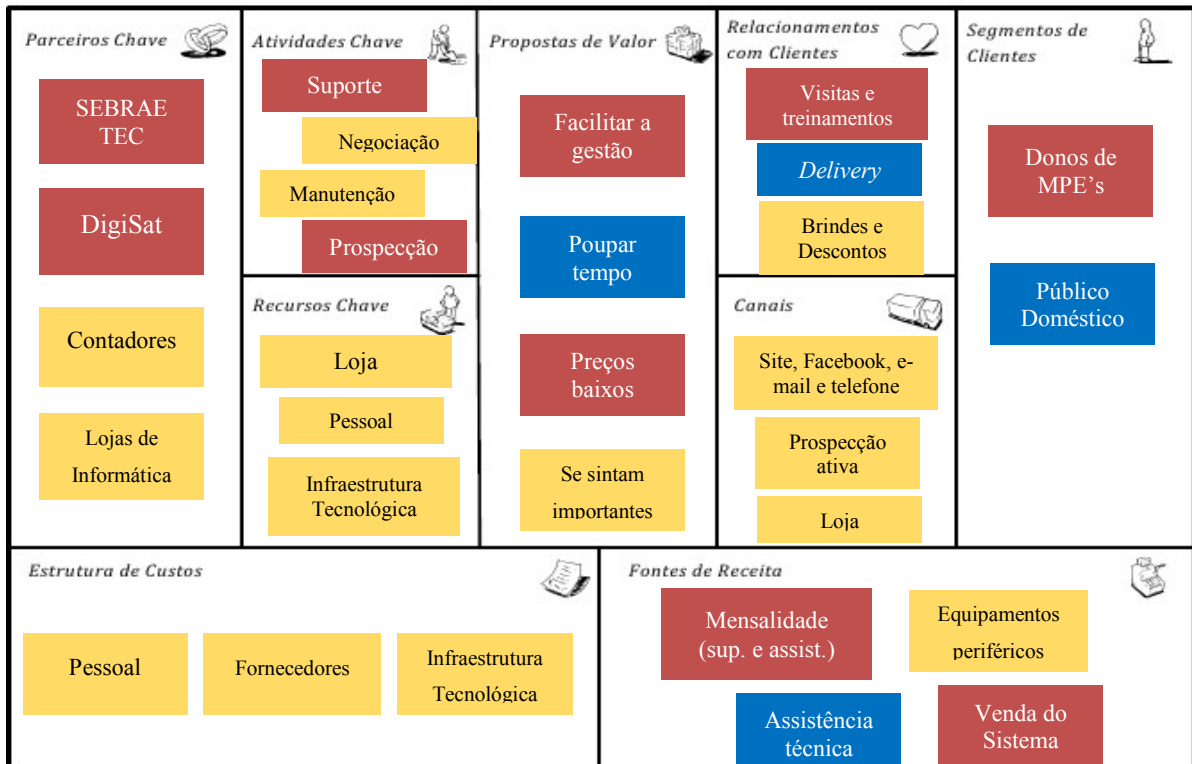 Parceiros Chave
SEBRAE
TEC
DigiSat
Contadores
Lojas de
Informática
Atividades Chave
Suporte
Negociação
Manutenção
Prospecção
Recursos Chave
Loja
Pessoal
Infraestrutura
Tecnológica
Propostas de Valor
Facilitar a
gestão
Poupar
tempo
Preços
baixos
Se sintam
importantes
Relacionamentos
com Clientes
Visitas e
treinamentos
Delivery
Brindes e
Descontos
Canais
Site, Facebook, e-
mail e telefone
Prospecção
ativa
Loja
Segmentos de
Clientes
Donos de
MPE's
Público
Doméstico
Estrutura de Custos
Pessoal
Fornecedores
Infraestrutura
Tecnológica
Fontes de Receita
Mensalidade
(sup. e assist.)
Equipamentos
periféricos
Assistência
técnica
Venda do
Sistema